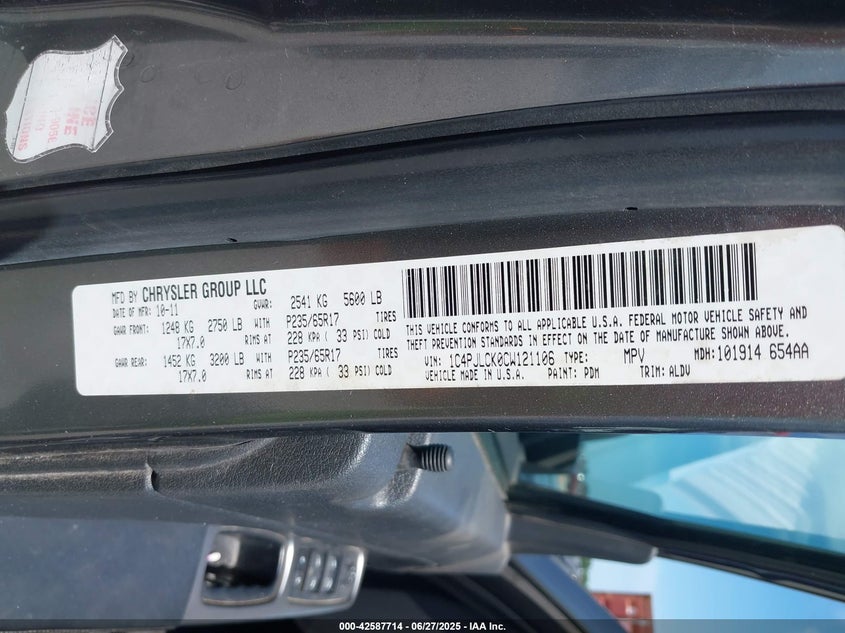 MFD BY CHRYSLER GROUP LLC
DATE OF MFR: 10-11 GVWR: 2541 KG 5600 LB
GAWR FRONT: 1248 KG 2750 LB WITH P235/65R17 TIRES
17X7.0 RIMS AT 228 KPA ( 33 PSI) COLD
GAWR REAR: 1452 KG 3200 LB WITH P235/65R17 TIRES
17X7.0 RIMS AT 228 KPA ( 33 PSI) COLD
THIS VEHICLE CONFORMS TO ALL APPLICABLE U.S.A. FEDERAL MOTOR VEHICLE SAFETY AND
THEFT PREVENTION STANDARDS IN EFFECT ON THE DATE OF MANUFACTURE SHOWN ABOVE.
VIN: 1C4PJLCK0CW121106 TYPE: MPV MDH:101914 654AA
VEHICLE MADE IN U.S.A. PAINT: PDM TRIM: ALDV
000-42587714 - 06/27/2025 - IAA Inc.